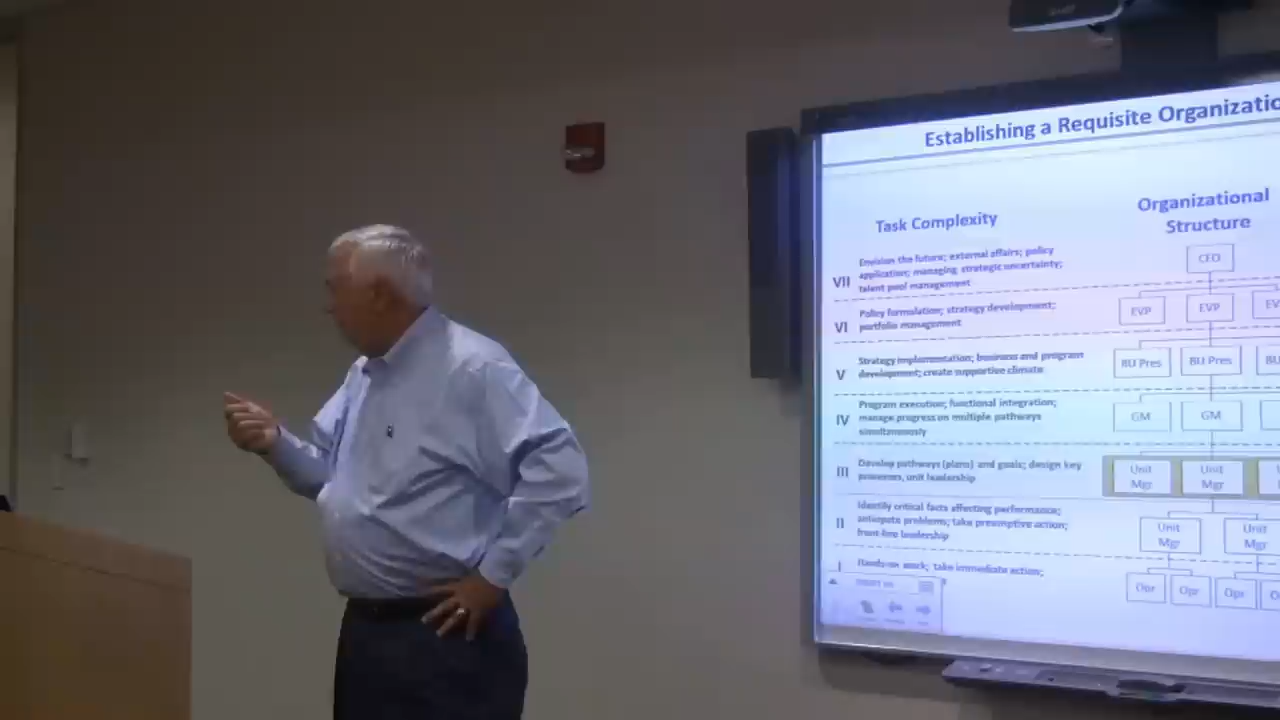 Establishing a Requisite Organizatio
Task Complexity
Organizational
Structure
VII
Envision the future; external affairs; policy
application; managing strategic uncertainty;
talent pool management
CEO
VI
Policy formulation; strategy development;
portfolio management
EVP
EVP
EV
V
Strategy implementation; business and program
development; create supportive climate
BU Pres
BU Pres
BU
IV
Program execution; functional integration;
manage progress on multiple pathways
simultaneously
GM
GM
III
Develop pathways (plans) and goals; design key
processes, unit leadership
Unit
Mgr
Unit
Mgr
II
Identify critical facts affecting performance;
anticipate problems; take presumptive action;
front-line leadership
Unit
Mgr
Unit
Mgr
I
Hands-on work; take immediate action;
Opr
Opr
Opr
O